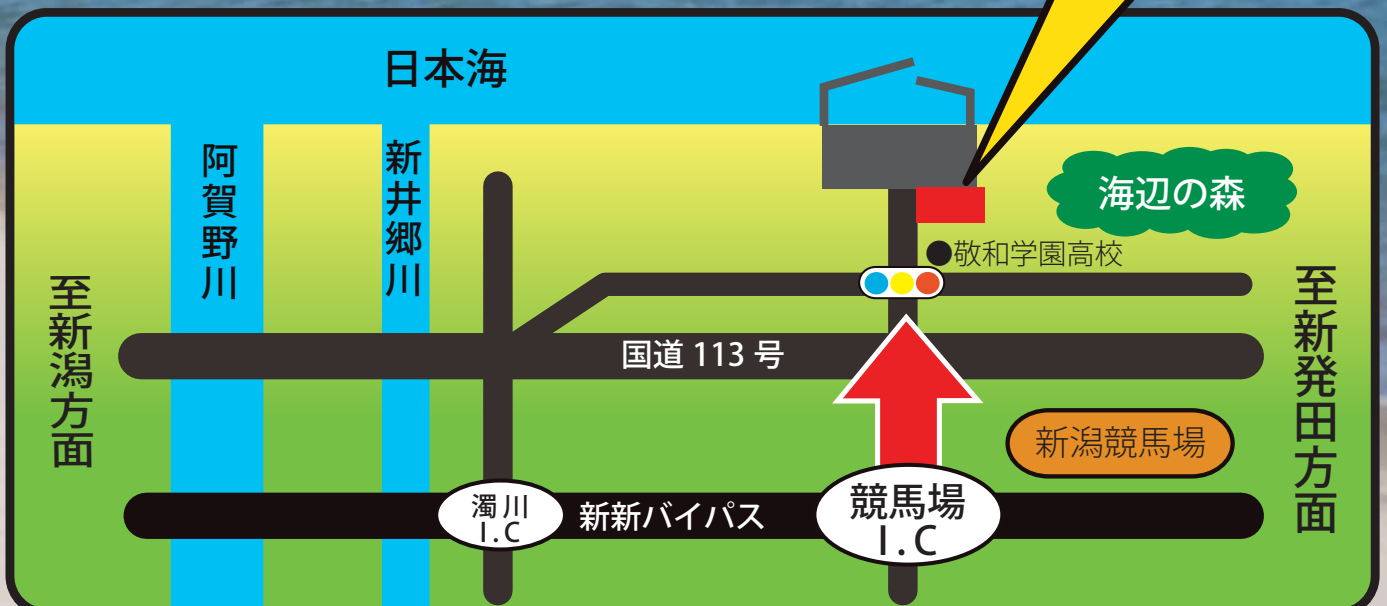 日本海
阿賀野川
新井郷川
海辺の森
敬和学園高校
至新潟方面
至新発田方面
国道 113 号
新潟競馬場
濁川
I.C
新新バイパス
競馬場
I.C